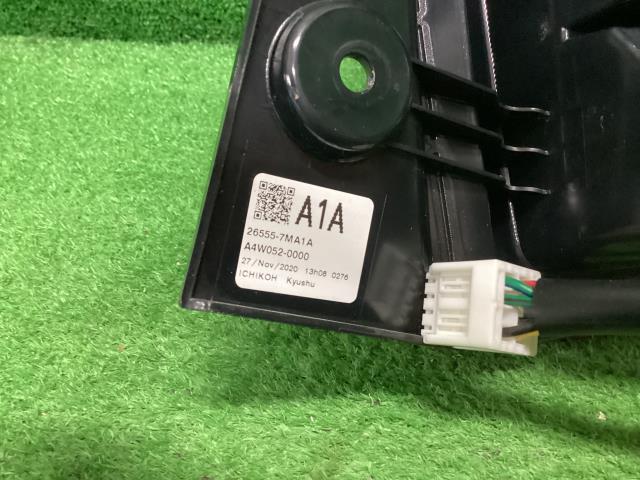 A1A
26555-7MA1A
A4W052-0000
27/Nov/2020 13h08 0276
ICHIKOH Kyushu